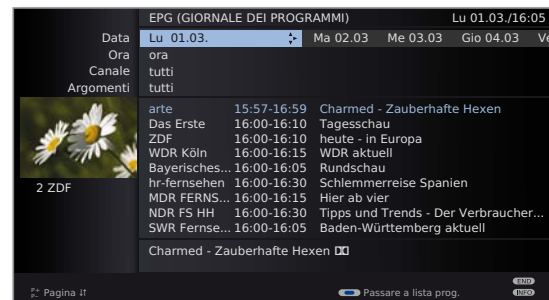 EPG (GIORNALE DEI PROGRAMMI) Lu 01.03./16:05
Data Lu 01.03. Ma 02.03 Me 03.03 Gio 04.03 Ve
Ora ora
Canale tutti
Argomenti tutti
arte 15:57-16:59 Charmed - Zauberhafte Hexen
Das Erste 16:00-16:10 Tagesschau
ZDF 16:00-16:10 heute - in Europa
WDR Köln 16:00-16:15 WDR aktuell
Bayerisches... 16:00-16:05 Rundschau
hr-fernsehen 16:00-16:30 Schlemmerreise Spanien
MDR FERNS... 16:00-16:15 Hier ab vier
NDR FS HH 16:00-16:30 Tipps und Trends - Der Verbraucher...
SWR Fernse... 16:00-16:05 Baden-Württemberg aktuell
2 ZDF
Charmed - Zauberhafte Hexen
END
P+ P- Pagina Passare a lista prog. INFO